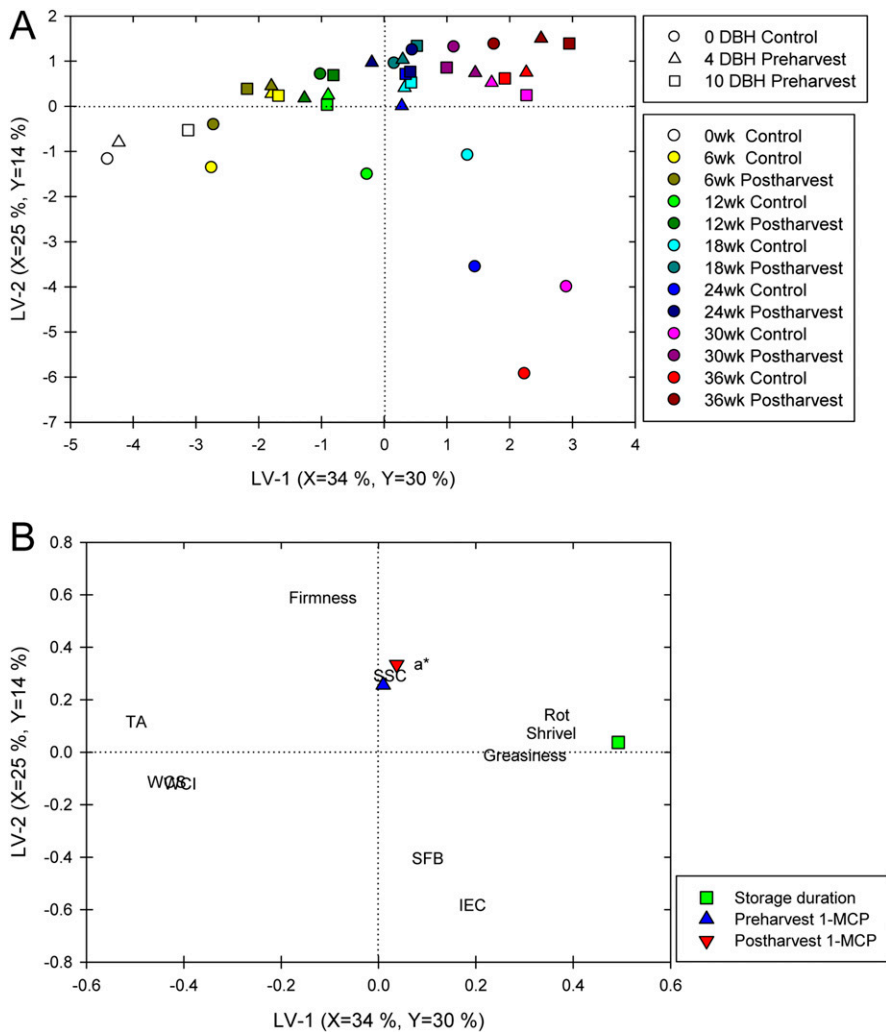 A
2
1
0
-1
-2
-3
-4
-5
-6
-7
LV-2 (X=25 %, Y=14 %)
-5 -4 -3 -2 -1 0 1 2 3 4
LV-1 (X=34 %, Y=30 %)
0 DBH Control
4 DBH Preharvest
10 DBH Preharvest
0wk Control
6wk Control
6wk Postharvest
12wk Control
12wk Postharvest
18wk Control
18wk Postharvest
24wk Control
24wk Postharvest
30wk Control
30wk Postharvest
36wk Control
36wk Postharvest
B
0.8
0.6
0.4
0.2
0.0
-0.2
-0.4
-0.6
-0.8
LV-2 (X=25 %, Y=14 %)
Firmness
a*
SSC
TA
Rot
Shrivel
Greasiness
WCS
WCI
SFB
IEC
-0.6 -0.4 -0.2 0.0 0.2 0.4 0.6
LV-1 (X=34 %, Y=30 %)
Storage duration
Preharvest 1-MCP
Postharvest 1-MCP